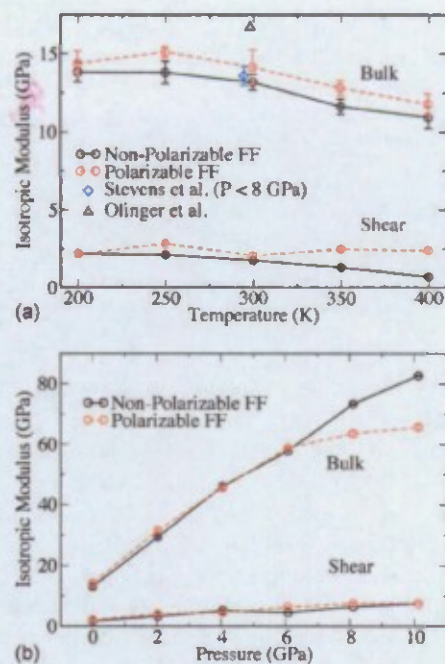 Isotropic Modulus (GPa)
15
10
5
0
Bulk
Non-Polarizable FF
Polarizable FF
Stevens et al. (P < 8 GPa)
Olinger et al.
Shear
200 250 300 350 400
(a) Temperature (K)
Isotropic Modulus (GPa)
80
60
40
20
0
Non-Polarizable FF
Polarizable FF
Bulk
Shear
0 2 4 6 8 10
(b) Pressure (GPa)